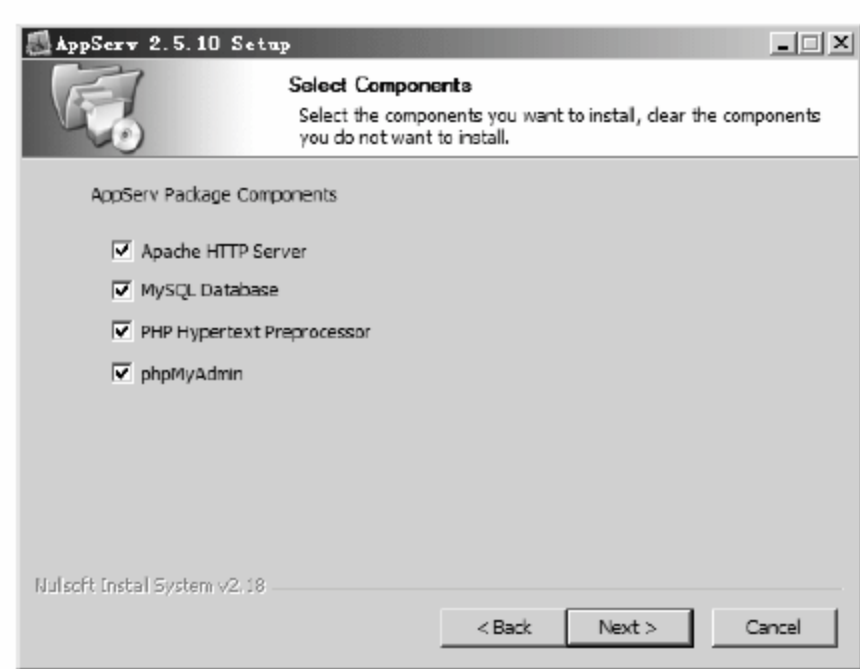 AppServ 2.5.10 Setup
Select Components
Select the components you want to install, clear the components
you do not want to install.
AppServ Package Components
Apache HTTP Server
MySQL Database
PHP Hypertext Preprocessor
phpMyAdmin
Nullsoft Install System v2.18
< Back Next > Cancel